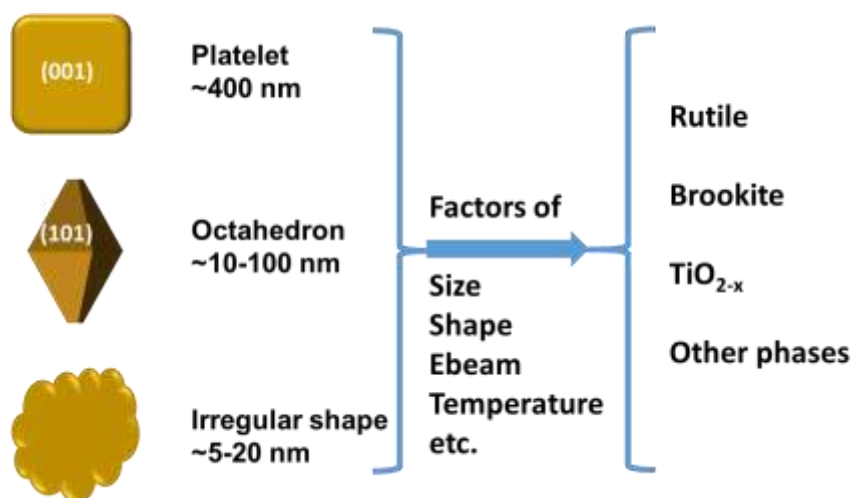 (001)
Platelet
~400 nm
(101)
Octahedron
~10-100 nm
Irregular shape
~5-20 nm
Factors of
Size
Shape
Ebeam
Temperature
etc.
Rutile
Brookite
TiO₂₋ₓ
Other phases